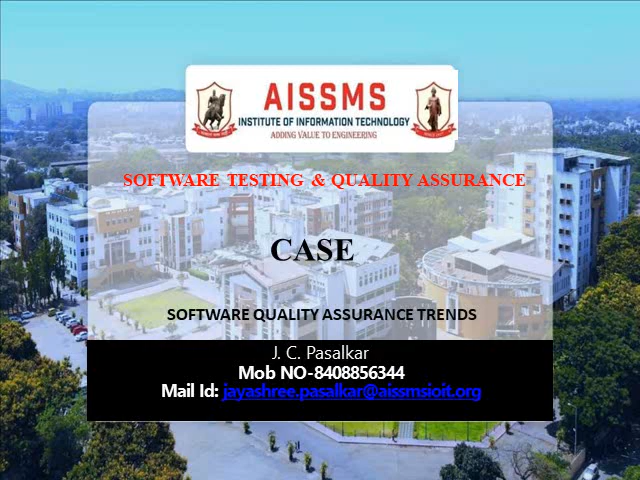 AISSMS
INSTITUTE OF INFORMATION TECHNOLOGY
ADDING VALUE TO ENGINEERING
SOFTWARE TESTING & QUALITY ASSURANCE
CASE
SOFTWARE QUALITY ASSURANCE TRENDS
J. C. Pasalkar
Mob NO-8408856344
Mail Id: jayashree.pasalkar@aissmsioit.org